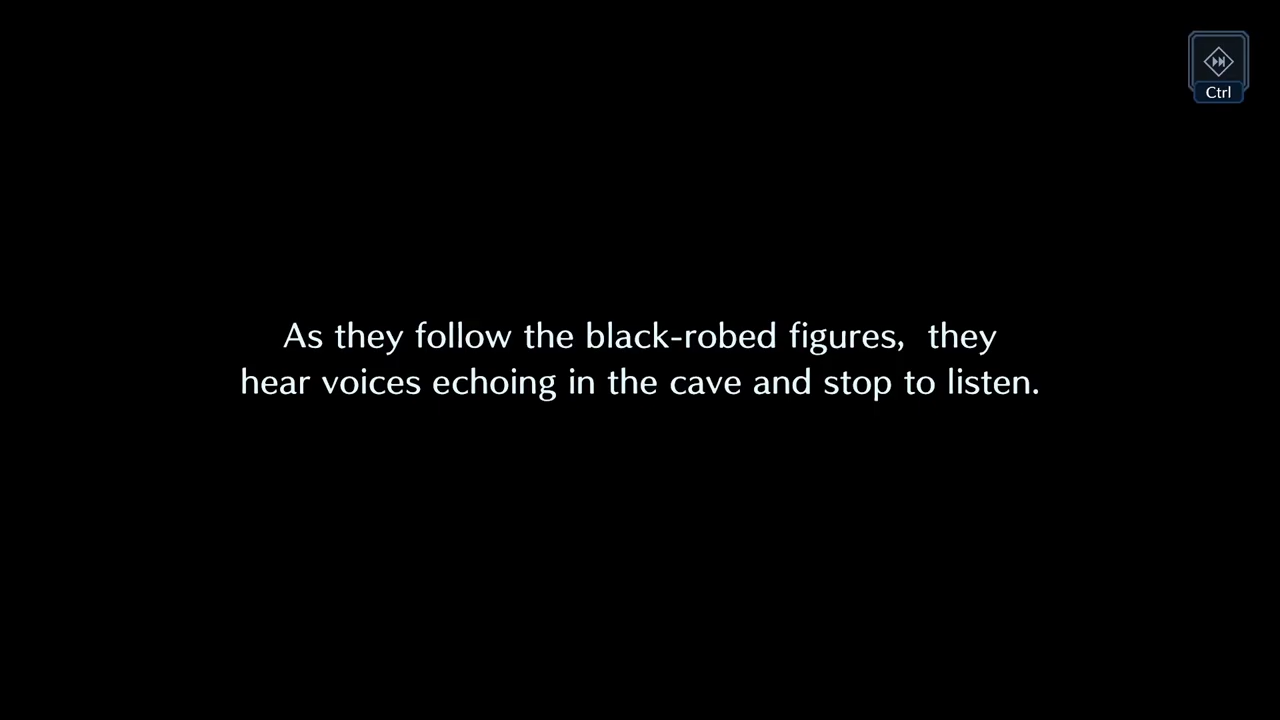 Ctrl
As they follow the black-robed figures,  they
hear voices echoing in the cave and stop to listen.